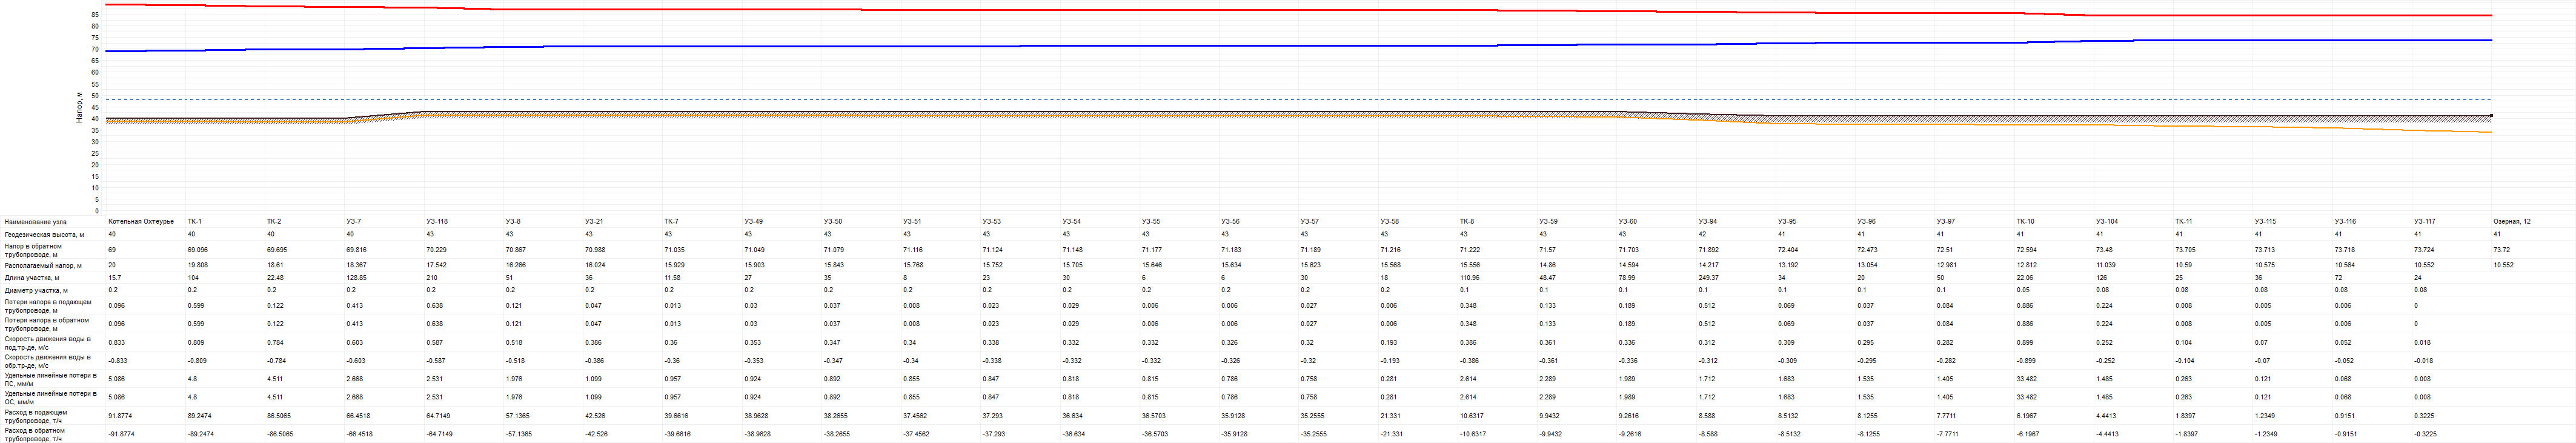 85
80
75
70
65
60
55
50
45
40
35
30
25
20
15
10
5
0
Напор, м
Наименование узла Котельная Охтеурье ТК-1 ТК-2 УЗ-7 УЗ-118 УЗ-8 УЗ-21 ТК-7 УЗ-49 УЗ-50 УЗ-51 УЗ-53 УЗ-54 УЗ-55 УЗ-56 УЗ-57 УЗ-58 ТК-8 УЗ-59 УЗ-60 УЗ-94 УЗ-95 УЗ-96 УЗ-97 ТК-10 УЗ-104 ТК-11 УЗ-115 УЗ-116 УЗ-117 Озерная, 12
Геодезическая высота, м 40 40 40 40 43 43 43 43 43 43 43 43 43 43 43 43 43 43 43 43 42 41 41 41 41 41 41 41 41 41 41
Напор в обратном
трубопроводе, м 69 69.096 69.695 69.816 70.229 70.867 70.988 71.035 71.049 71.079 71.116 71.124 71.148 71.177 71.183 71.189 71.216 71.222 71.57 71.703 71.892 72.404 72.473 72.51 72.594 73.48 73.705 73.713 73.718 73.724 73.72
Располагаемый напор, м 20 19.808 18.61 18.367 17.542 16.266 16.024 15.929 15.903 15.843 15.768 15.752 15.705 15.646 15.634 15.623 15.568 15.556 14.86 14.594 14.217 13.192 13.054 12.981 12.812 11.039 10.59 10.575 10.564 10.552 10.552
Длина участка, м 15.7 104 22.48 128.85 210 51 36 11.58 27 35 8 23 30 6 6 30 18 110.96 48.47 78.99 249.37 34 20 50 22.06 126 25 36 72 24
Диаметр участка, м 0.2 0.2 0.2 0.2 0.2 0.2 0.2 0.2 0.2 0.2 0.2 0.2 0.2 0.2 0.2 0.2 0.2 0.1 0.1 0.1 0.1 0.1 0.1 0.1 0.05 0.08 0.08 0.08 0.08 0.08
Потери напора в подающем
трубопроводе, м 0.096 0.599 0.122 0.413 0.638 0.121 0.047 0.013 0.03 0.037 0.008 0.023 0.029 0.006 0.006 0.027 0.006 0.348 0.133 0.189 0.512 0.069 0.037 0.084 0.886 0.224 0.008 0.005 0.006 0
Потери напора в обратном
трубопроводе, м 0.096 0.599 0.122 0.413 0.638 0.121 0.047 0.013 0.03 0.037 0.008 0.023 0.029 0.006 0.006 0.027 0.006 0.348 0.133 0.189 0.512 0.069 0.037 0.084 0.886 0.224 0.008 0.005 0.006 0
Скорость движения воды в
под.тр-де, м/с 0.833 0.809 0.784 0.603 0.587 0.518 0.386 0.36 0.353 0.347 0.34 0.338 0.332 0.332 0.326 0.32 0.193 0.386 0.361 0.336 0.312 0.309 0.295 0.282 0.899 0.252 0.104 0.07 0.052 0.018
Скорость движения воды в
обр.тр-де, м/с -0.833 -0.809 -0.784 -0.603 -0.587 -0.518 -0.386 -0.36 -0.353 -0.347 -0.34 -0.338 -0.332 -0.332 -0.326 -0.32 -0.193 -0.386 -0.361 -0.336 -0.312 -0.309 -0.295 -0.282 -0.899 -0.252 -0.104 -0.07 -0.052 -0.018
Удельные линейные потери в
ПС, мм/м 5.086 4.8 4.511 2.668 2.531 1.976 1.099 0.957 0.924 0.892 0.855 0.847 0.818 0.815 0.786 0.758 0.281 2.614 2.289 1.989 1.712 1.683 1.535 1.405 33.482 1.485 0.263 0.121 0.068 0.008
Удельные линейные потери в
ОС, мм/м 5.086 4.8 4.511 2.668 2.531 1.976 1.099 0.957 0.924 0.892 0.855 0.847 0.818 0.815 0.786 0.758 0.281 2.614 2.289 1.989 1.712 1.683 1.535 1.405 33.482 1.485 0.263 0.121 0.068 0.008
Расход в подающем
трубопроводе, т/ч 91.8774 89.2474 86.5065 66.4518 64.7149 57.1365 42.526 39.6616 38.9628 38.2655 37.4562 37.293 36.634 36.5703 35.9128 35.2555 21.331 10.6317 9.9432 9.2616 8.588 8.5132 8.1255 7.7711 6.1967 4.4413 1.8397 1.2349 0.9151 0.3225
Расход в обратном
трубопроводе, т/ч -91.8774 -89.2474 -86.5065 -66.4518 -64.7149 -57.1365 -42.526 -39.6616 -38.9628 -38.2655 -37.4562 -37.293 -36.634 -36.5703 -35.9128 -35.2555 -21.331 -10.6317 -9.9432 -9.2616 -8.588 -8.5132 -8.1255 -7.7711 -6.1967 -4.4413 -1.8397 -1.2349 -0.9151 -0.3225